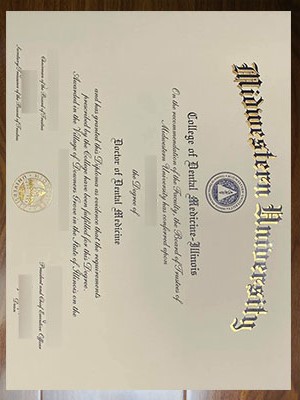 Midwestern University
College of Dental Medicine-Illinois
On the recommendation of the Faculty, the Board of Trustees of
Midwestern University has conferred upon
the Degree of
Doctor of Dental Medicine
and has granted this Diploma as evidence that the requirements
prescribed by the College have been fulfilled for this Degree.
Awarded in the Village of Downers Grove in the State of Illinois on the
Chairman of the Board of Trustees
President and Chief Executive Officer
Secretary/Treasurer of the Board of Trustees
Dean